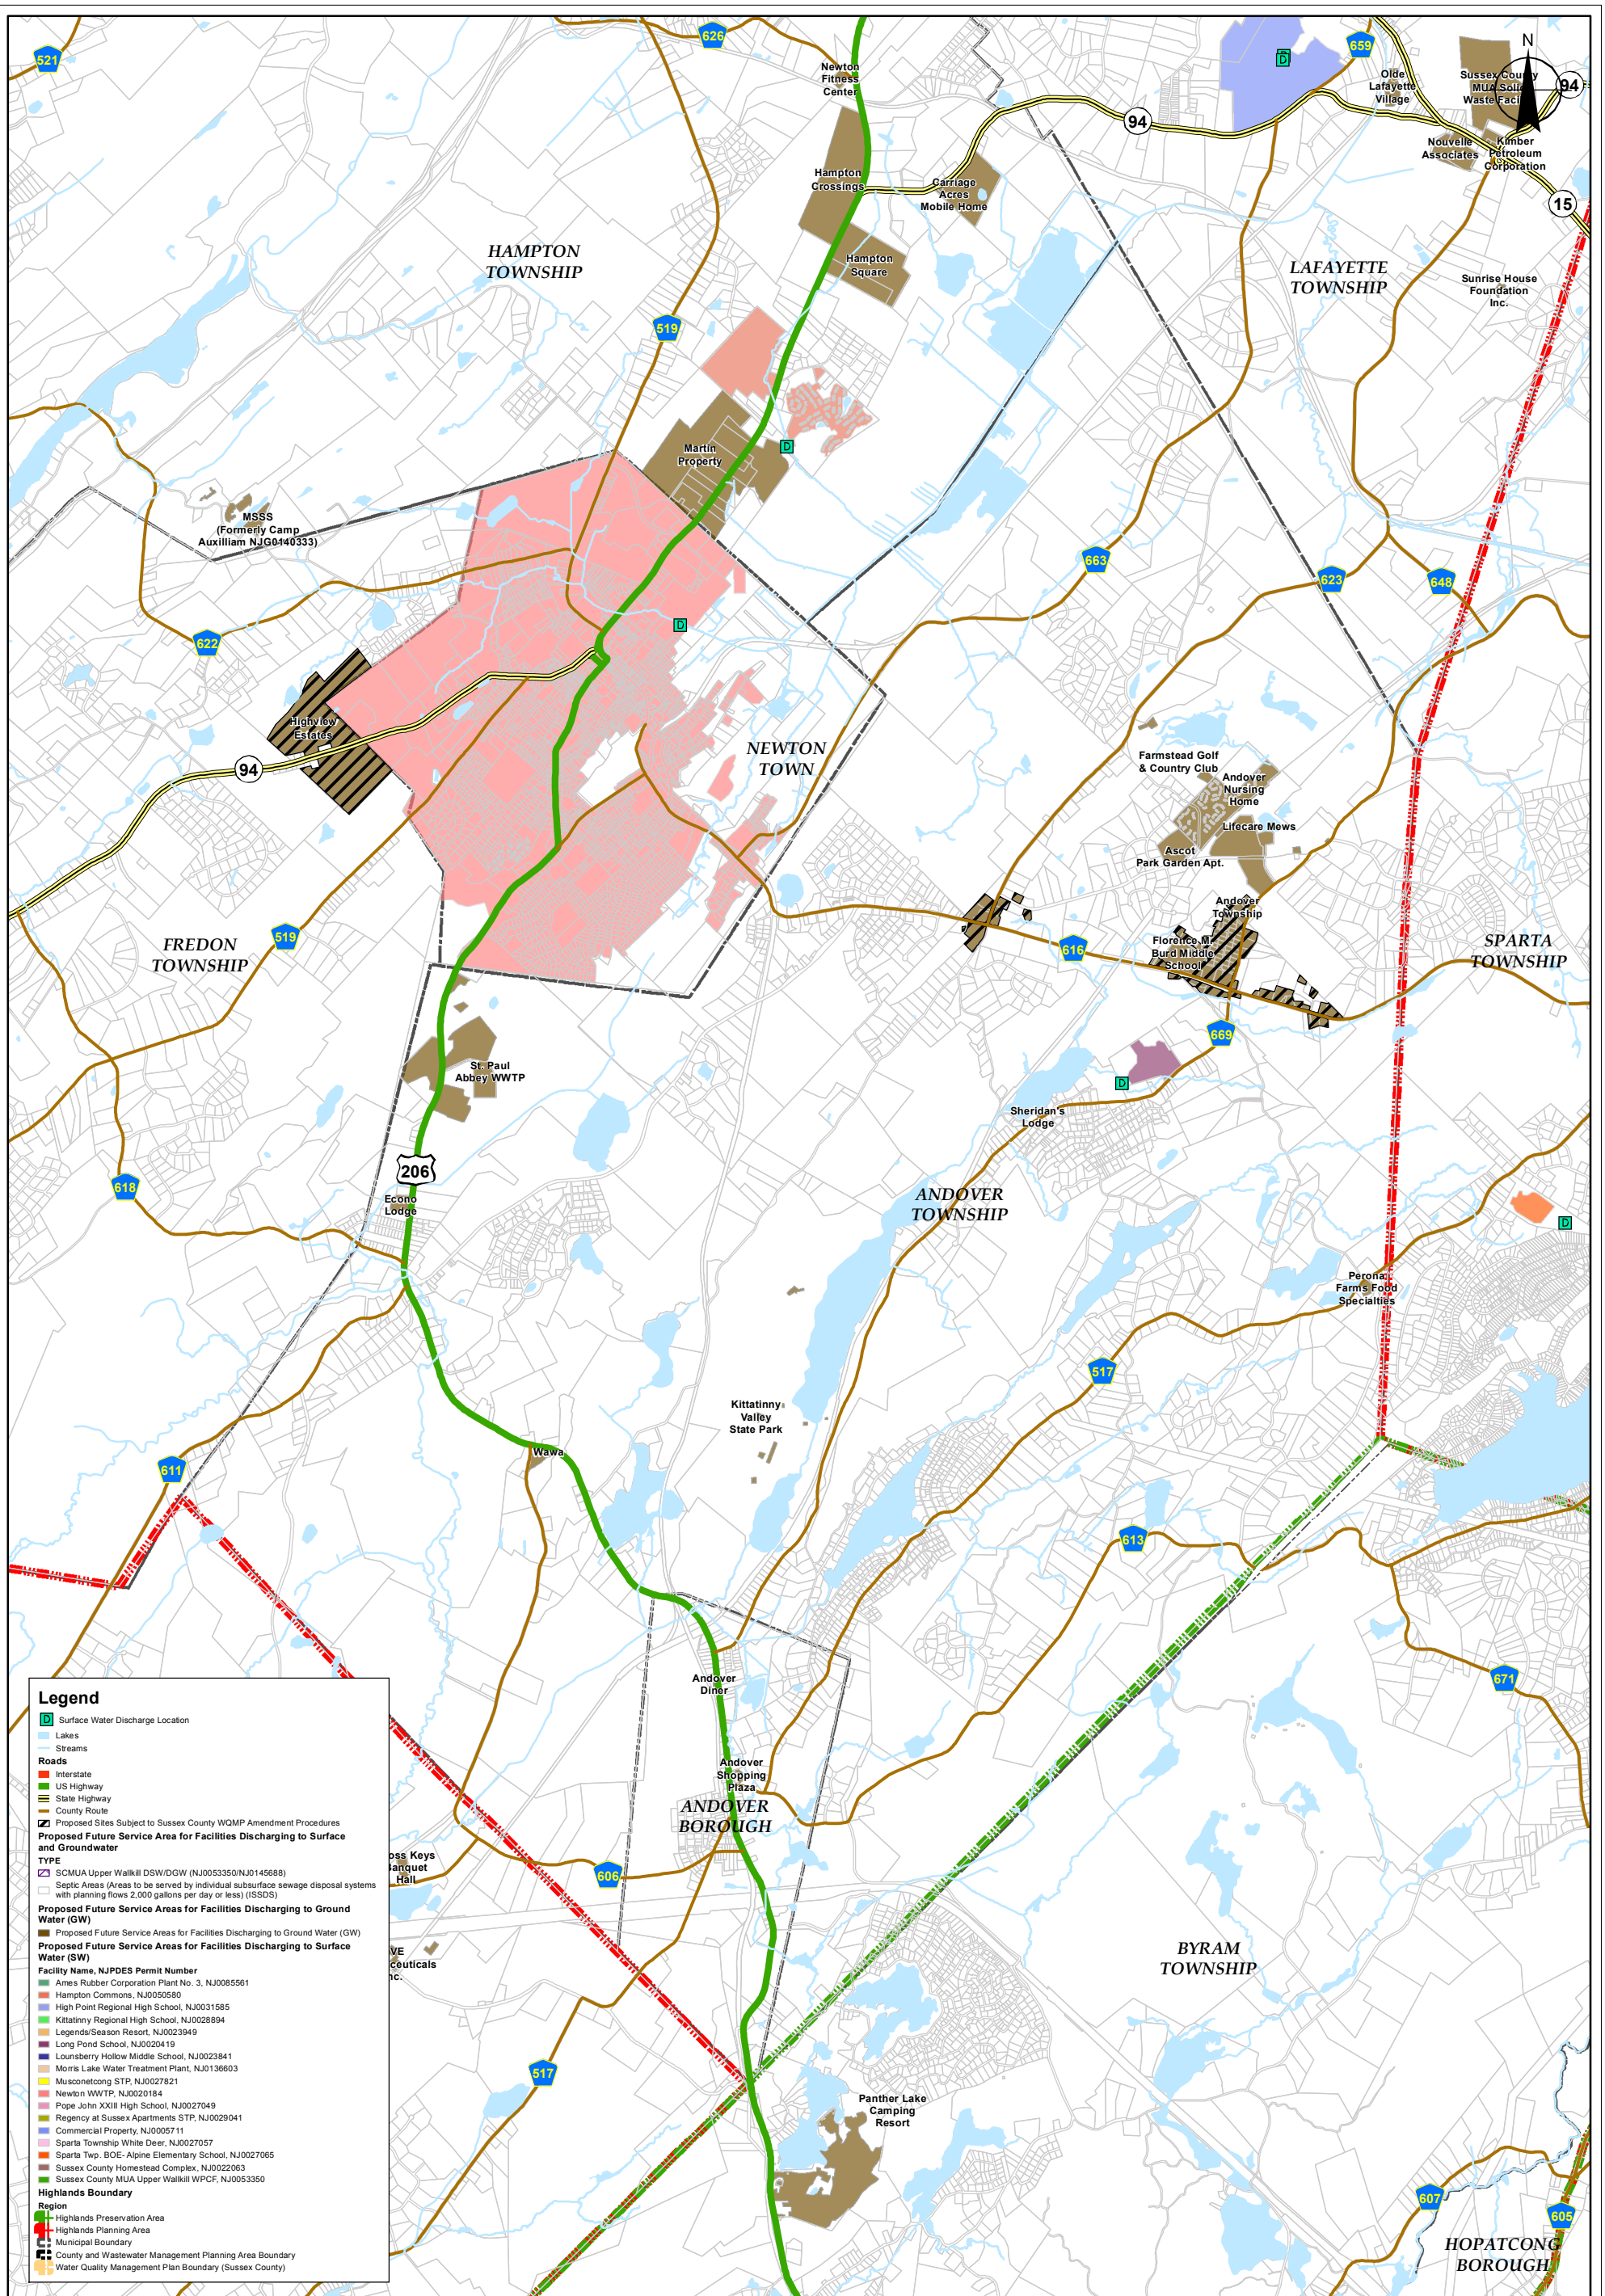 521
626
659
Newton
Fitness
Center
Olde
Lafayette
Village
Sussex County
MUA Solid
Waste Faci
N
94
94
Nouvelle
Associates
Kimber
Petroleum
Corporation
15
Hampton
Crossings
Carriage
Acres
Mobile Home
HAMPTON
TOWNSHIP
Hampton
Square
LAFAYETTE
TOWNSHIP
Sunrise House
Foundation
Inc.
519
Martin
Property
D
D
MSSS
(Formerly Camp
Auxilliam NJG0140333)
663
623
648
622
D
Highview
Estates
94
NEWTON
TOWN
Farmstead Golf
& Country Club
Andover
Nursing
Home
Lifecare Mews
Ascot
Park Garden Apt.
Andover
Township
Florence M.
Burd Middle
School
616
FREDON
TOWNSHIP
519
SPARTA
TOWNSHIP
669
St. Paul
Abbey WWTP
D
Sheridan's
Lodge
206
618
Econo
Lodge
ANDOVER
TOWNSHIP
D
Perona
Farms Food
Specialties
517
Kittatinny
Valley
State Park
Wawa
611
613
671
Andover
Diner
Andover
Shopping
Plaza
ANDOVER
BOROUGH
oss Keys
Banquet
Hall
606
VE
ceuticals
nc.
BYRAM
TOWNSHIP
517
Panther Lake
Camping
Resort
607
605
HOPATCONG
BOROUGH
Legend
D Surface Water Discharge Location
Lakes
Streams
Roads
Interstate
US Highway
State Highway
County Route
Proposed Sites Subject to Sussex County WQMP Amendment Procedures
Proposed Future Service Area for Facilities Discharging to Surface
and Groundwater
TYPE
SCMUA Upper Wallkill DSW/DGW (NJ0053350/NJ0145688)
Septic Areas (Areas to be served by individual subsurface sewage disposal systems
with planning flows 2,000 gallons per day or less) (ISSDS)
Proposed Future Service Areas for Facilities Discharging to Ground
Water (GW)
Proposed Future Service Areas for Facilities Discharging to Ground Water (GW)
Proposed Future Service Areas for Facilities Discharging to Surface
Water (SW)
Facility Name, NJPDES Permit Number
Ames Rubber Corporation Plant No. 3, NJ0085561
Hampton Commons, NJ0050580
High Point Regional High School, NJ0031585
Kittatinny Regional High School, NJ0028894
Legends/Season Resort, NJ0023949
Long Pond School, NJ0020419
Lounsberry Hollow Middle School, NJ0023841
Morris Lake Water Treatment Plant, NJ0136603
Musconetcong STP, NJ0027821
Newton WWTP, NJ0020184
Pope John XXIII High School, NJ0027049
Regency at Sussex Apartments STP, NJ0029041
Commercial Property, NJ0005711
Sparta Township White Deer, NJ0027057
Sparta Twp. BOE- Alpine Elementary School, NJ0027065
Sussex County Homestead Complex, NJ0022063
Sussex County MUA Upper Wallkill WPCF, NJ0053350
Highlands Boundary
Region
Highlands Preservation Area
Highlands Planning Area
Municipal Boundary
County and Wastewater Management Planning Area Boundary
Water Quality Management Plan Boundary (Sussex County)